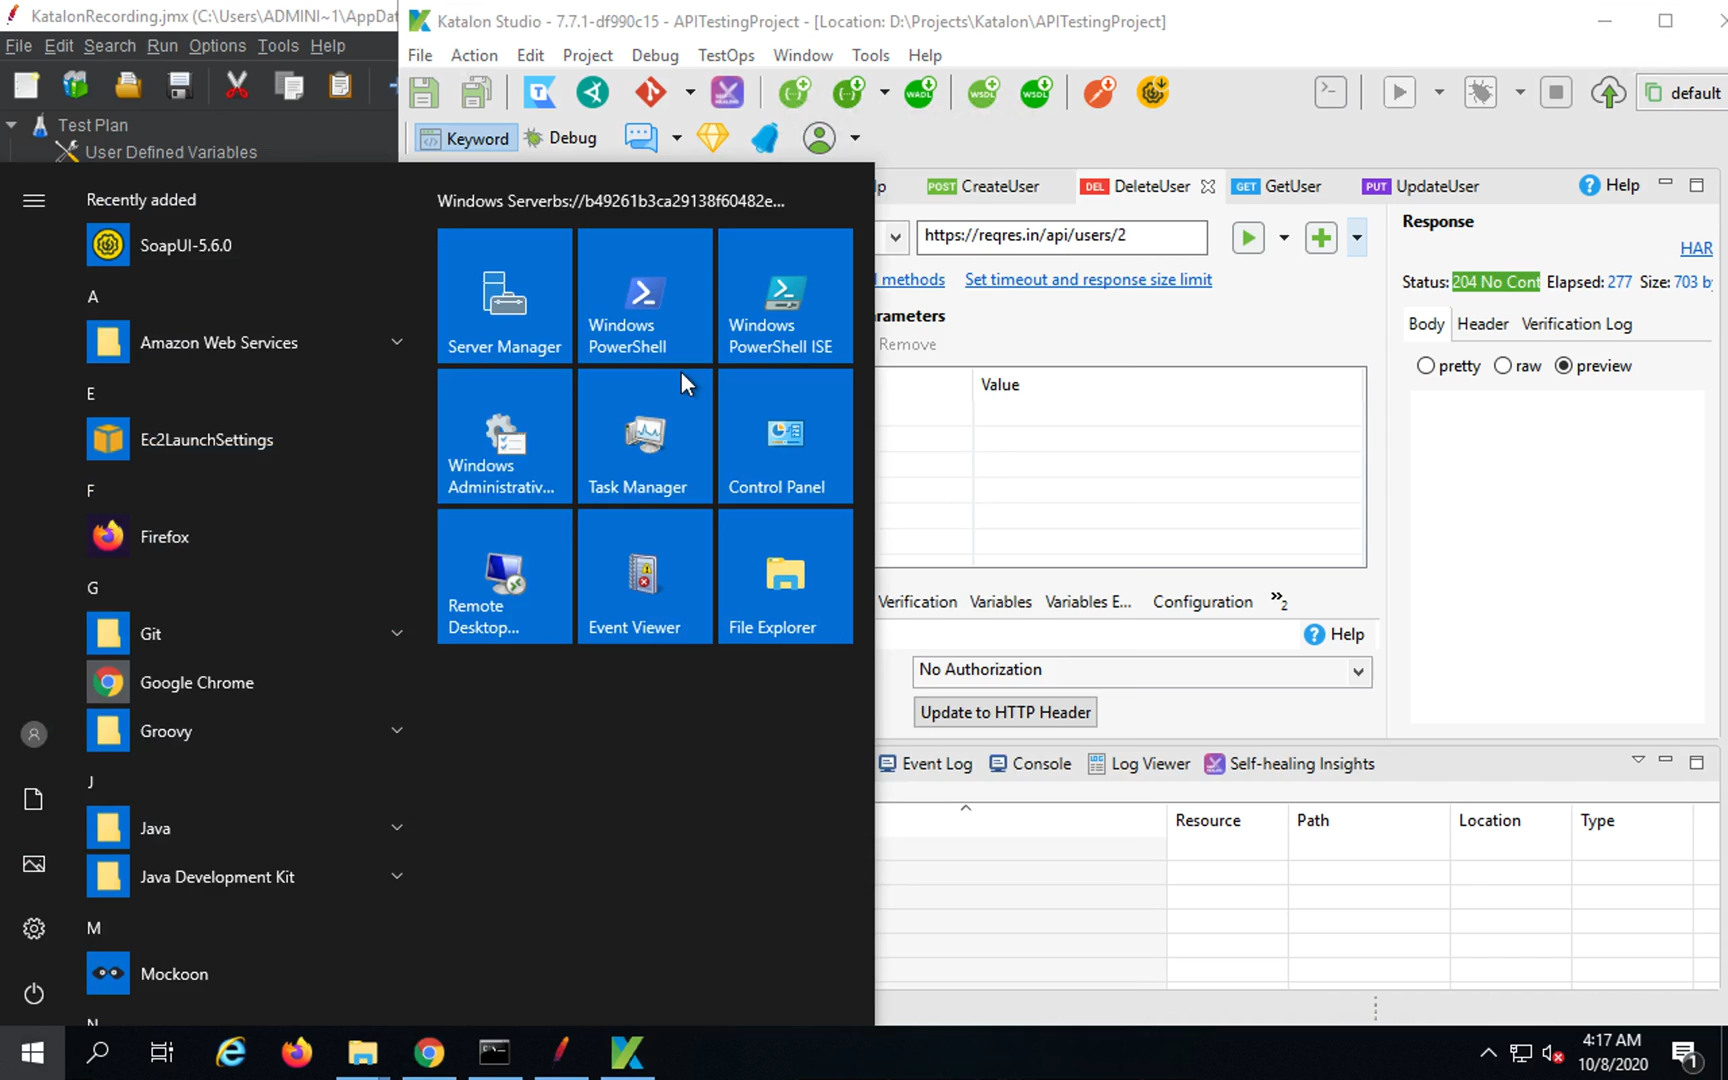 KatalonRecording.jmx (C:\Users\ADMINI~1\AppDat
File Edit Search Run Options Tools Help
Test Plan
User Defined Variables
Katalon Studio - 7.7.1-df990c15 - APITestingProject - [Location: D:\Projects\Katalon\APITestingProject]
File Action Edit Project Debug TestOps Window Tools Help
default
Keyword Debug
Recently added
SoapUI-5.6.0
A
Amazon Web Services
E
Ec2LaunchSettings
F
Firefox
G
Git
Google Chrome
Groovy
J
Java
Java Development Kit
M
Mockoon
Windows Serverbs://b49261b3ca29138f60482e...
Server Manager
Windows
PowerShell
Windows
PowerShell ISE
Windows
Administrativ...
Task Manager
Control Panel
Remote
Desktop...
Event Viewer
File Explorer
lp POST CreateUser DEL DeleteUser GET GetUser PUT UpdateUser Help
https://reqres.in/api/users/2
methods Set timeout and response size limit
rameters
Remove
Value
Verification Variables Variables E... Configuration »2
Help
No Authorization
Update to HTTP Header
Response
HAR
Status: 204 No Cont Elapsed: 277 Size: 703 b
Body Header Verification Log
pretty raw preview
Event Log Console Log Viewer Self-healing Insights
Resource Path Location Type
4:17 AM
10/8/2020
1